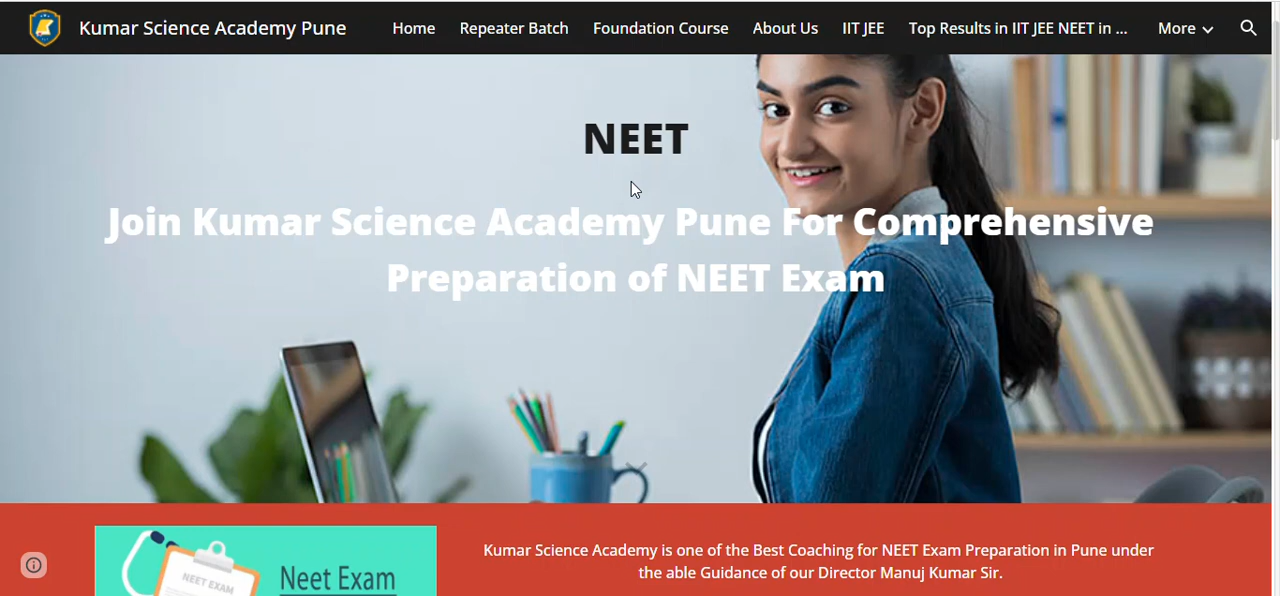 Kumar Science Academy Pune
Home Repeater Batch Foundation Course About Us IIT JEE Top Results in IIT JEE NEET in ... More
NEET
Join Kumar Science Academy Pune For Comprehensive
Preparation of NEET Exam
NEET EXAM
Neet Exam
Kumar Science Academy is one of the Best Coaching for NEET Exam Preparation in Pune under
the able Guidance of our Director Manuj Kumar Sir.